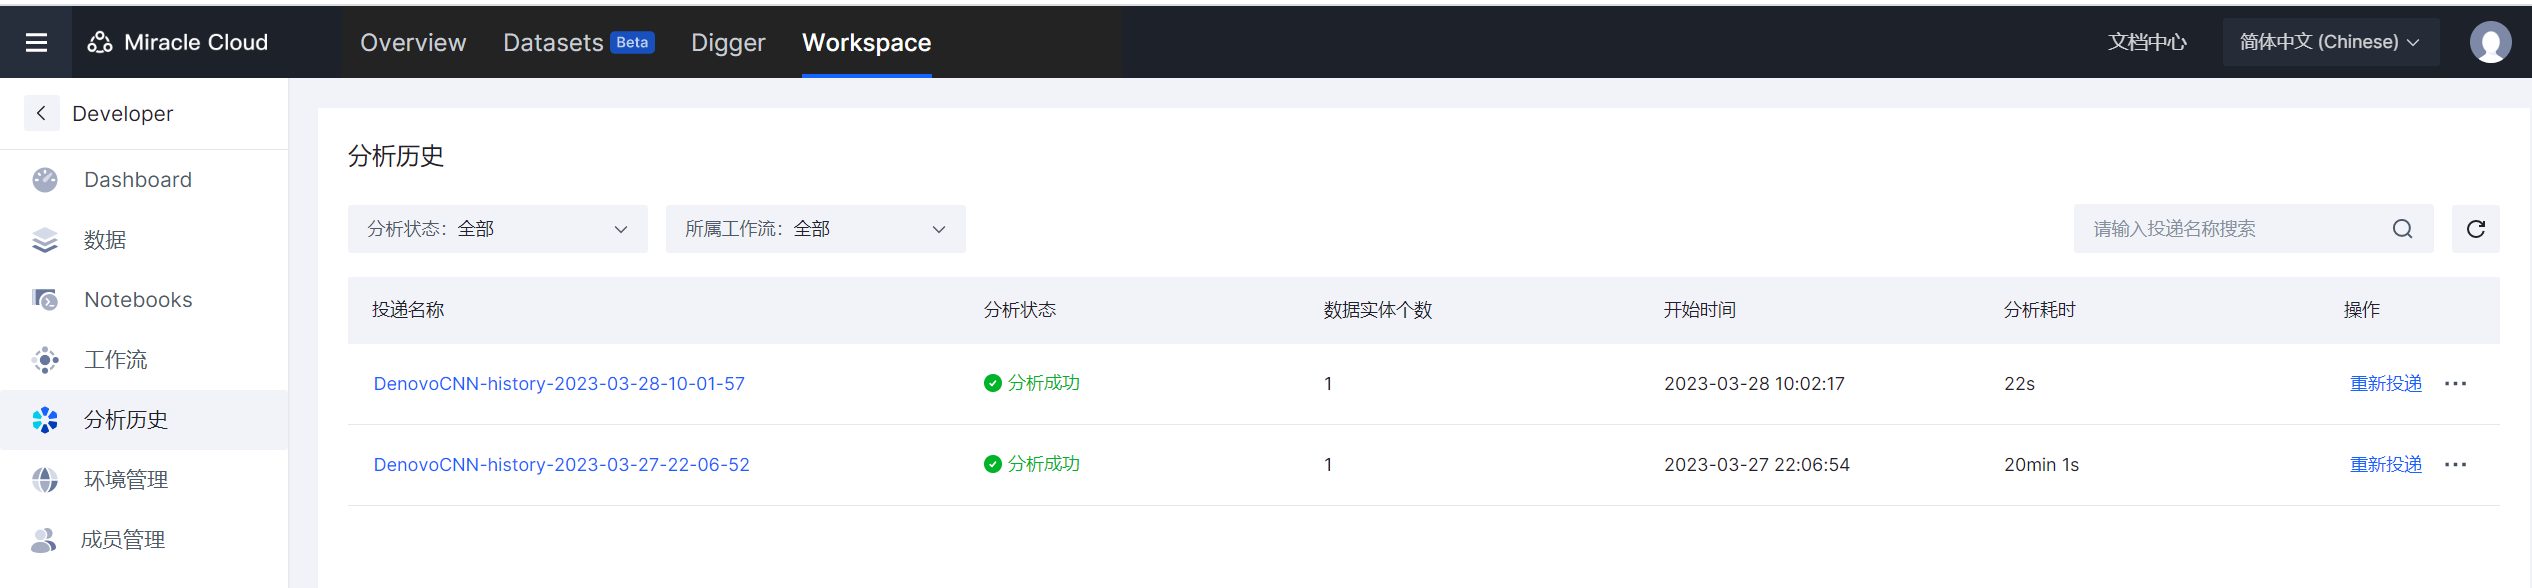 Miracle Cloud Overview Datasets Beta Digger Workspace 文档中心 简体中文 (Chinese)
Developer
Dashboard
数据
Notebooks
工作流
分析历史
环境管理
成员管理
分析历史
分析状态：全部 所属工作流：全部 请输入投递名称搜索
投递名称 分析状态 数据实体个数 开始时间 分析耗时 操作
DenovoCNN-history-2023-03-28-10-01-57 分析成功 1 2023-03-28 10:02:17 22s 重新投递 ···
DenovoCNN-history-2023-03-27-22-06-52 分析成功 1 2023-03-27 22:06:54 20min 1s 重新投递 ···